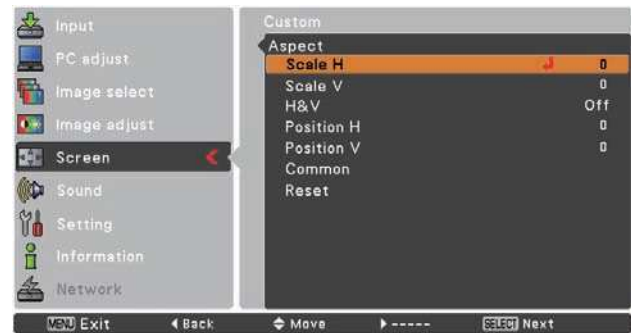 Input
PC adjust
Image select
Image adjust
Screen
Sound
Setting
Information
Network
Custom
Aspect
Scale H 0
Scale V 0
H&V Off
Position H 0
Position V 0
Common
Reset
MENU Exit Back Move ----- SELECT Next